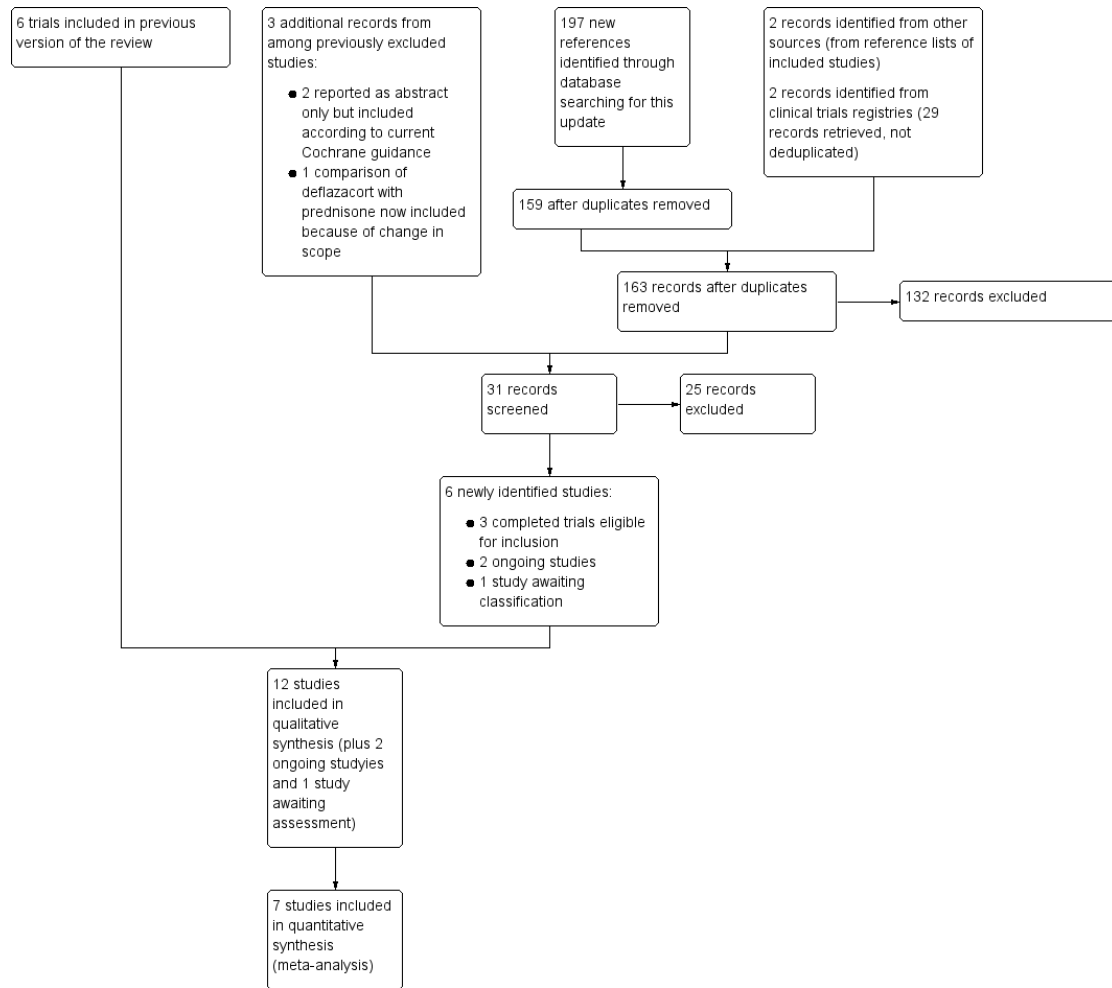 6 trials included in previous
version of the review
3 additional records from
among previously excluded
studies:
● 2 reported as abstract
only but included
according to current
Cochrane guidance
● 1 comparison of
deflazacort with
prednisone now included
because of change in
scope
197 new
references
identified through
database
searching for this
update
2 records identified from other
sources (from reference lists of
included studies)
2 records identified from
clinical trials registries (29
records retrieved, not
deduplicated)
159 after duplicates removed
163 records after duplicates
removed
132 records excluded
31 records
screened
25 records
excluded
6 newly identified studies:
● 3 completed trials eligible
for inclusion
● 2 ongoing studies
● 1 study awaiting
classification
12 studies
included in
qualitative
synthesis (plus 2
ongoing studyies
and 1 study
awaiting
assessment)
7 studies included
in quantitative
synthesis
(meta-analysis)